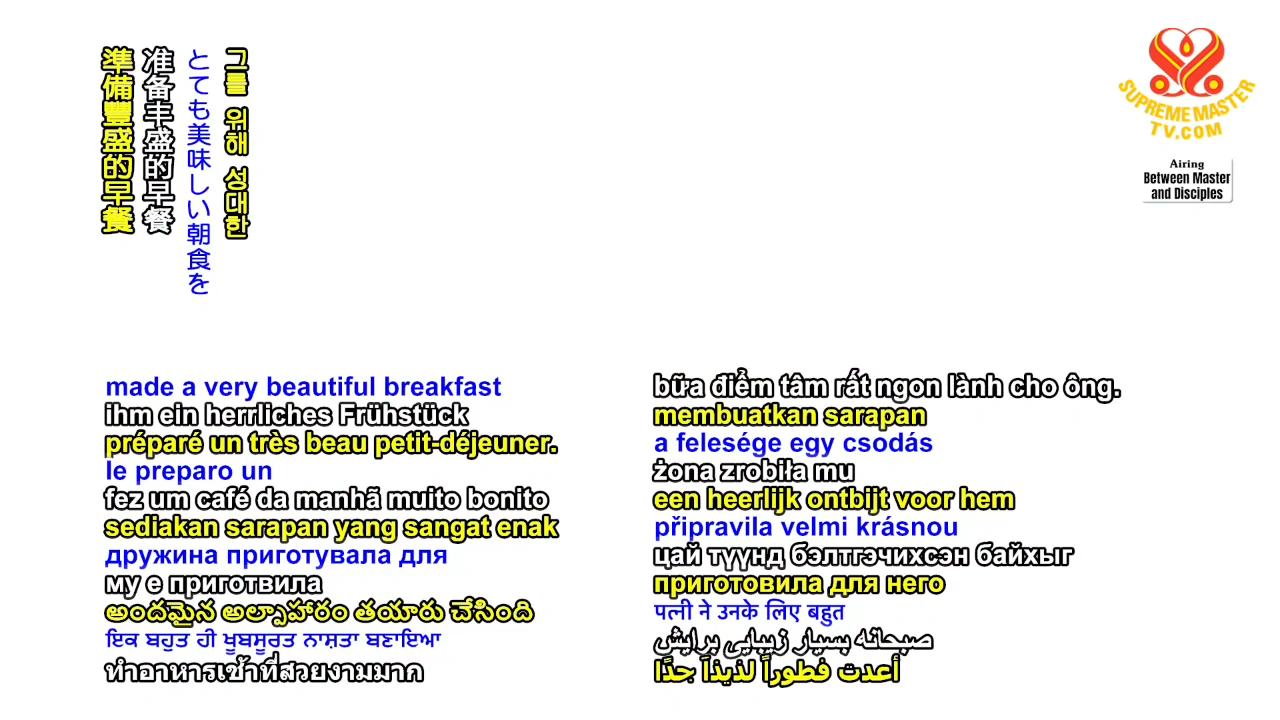 準備豐盛的早餐
准备丰盛的早餐
とても美味しい朝食を
그를 위해 성대한
SUPREME MASTER
TV.COM
Airing
Between Master
and Disciples
made a very beautiful breakfast
ihm ein herrliches Frühstück
préparé un très beau petit-déjeuner.
le preparo un
fez um café da manhã muito bonito
sediakan sarapan yang sangat enak
дружина приготувала для
му е приготвила
అందమైన అల్పాహారం తయారు చేసింది
ਇਕ ਬਹੁਤ ਹੀ ਖੂਬਸੂਰਤ ਨਾਸ਼ਤਾ ਬਣਾਇਆ
ทำอาหารเช้าที่สวยงามมาก
bữa điểm tâm rất ngon lành cho ông.
membuatkan sarapan
a felesége egy csodás
żona zrobiła mu
een heerlijk ontbijt voor hem
připravila velmi krásnou
цай түүнд бэлтгэчихсэн байхыг
приготовила для него
पत्नी ने उनके लिए बहुत
صبحانه بسیار زیبایی برایش
أعدت فطوراً لذيذاً جدًا